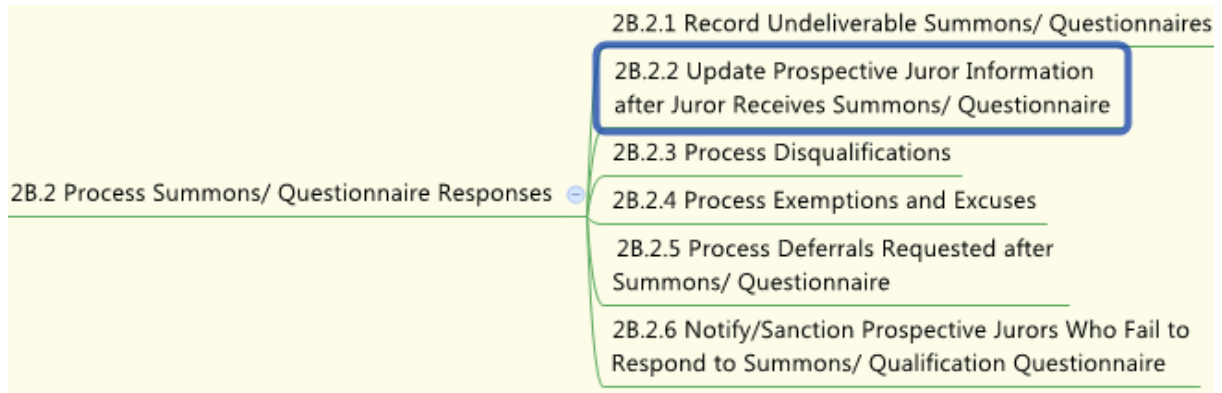 2B.2.1 Record Undeliverable Summons/ Questionnaires
2B.2.2 Update Prospective Juror Information
after Juror Receives Summons/ Questionnaire
2B.2.3 Process Disqualifications
2B.2 Process Summons/ Questionnaire Responses
2B.2.4 Process Exemptions and Excuses
2B.2.5 Process Deferrals Requested after
Summons/ Questionnaire
2B.2.6 Notify/Sanction Prospective Jurors Who Fail to
Respond to Summons/ Qualification Questionnaire